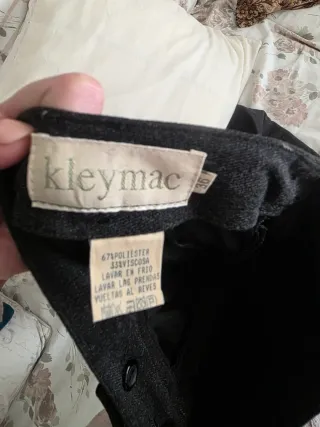 kleymac
67%POLIESTER
33%VISCOSA
LAVAR EN FRIO
LAVAR LAS PRENDAS
VUELTAS AL REVES